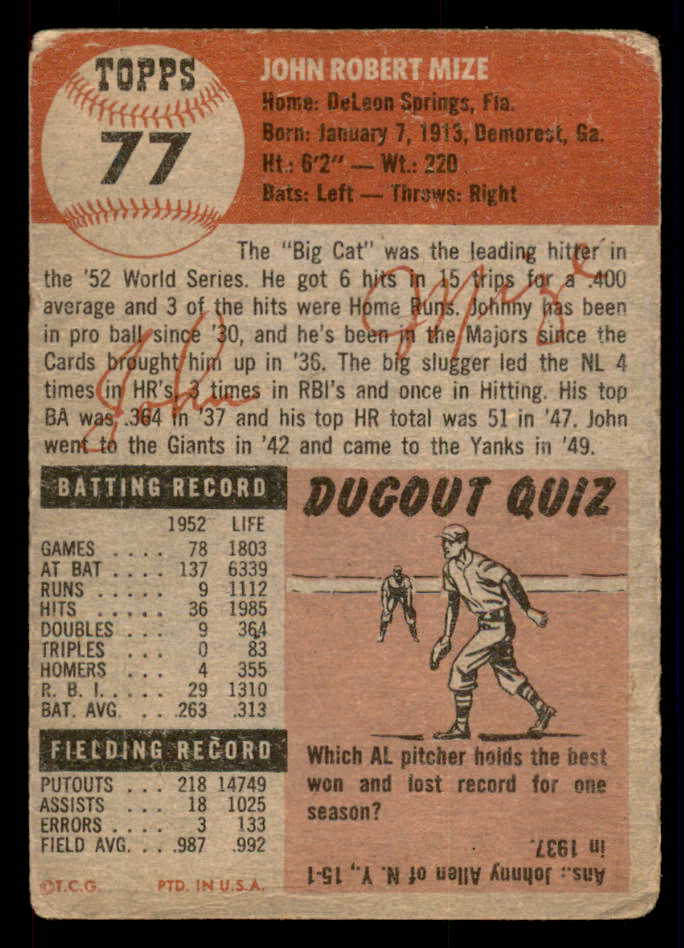 TOPPS
77
JOHN ROBERT MIZE
Home: DeLeon Springs, Fla.
Born: January 7, 1913, Demorest, Ga.
Ht.: 6'2" — Wt.: 220
Bats: Left — Throws: Right
The "Big Cat" was the leading hitter in
the '52 World Series. He got 6 hits in 15 trips for a .400
average and 3 of the hits were Home Runs. Johnny has been
in pro ball since '30, and he's been in the Majors since the
Cards brought him up in '36. The big slugger led the NL 4
times in HR's, 3 times in RBI's and once in Hitting. His top
BA was .364 in '37 and his top HR total was 51 in '47. John
went to the Giants in '42 and came to the Yanks in '49.
John Mize
BATTING RECORD
1952 LIFE
GAMES .... 78 1803
AT BAT .... 137 6339
RUNS ..... 9 1112
HITS ..... 36 1985
DOUBLES ... 9 364
TRIPLES ... 0 83
HOMERS ... 4 355
R. B. I. .... 29 1310
BAT. AVG. ... .263 .313
FIELDING RECORD
PUTOUTS ... 218 14749
ASSISTS ... 18 1025
ERRORS .... 3 133
FIELD AVG. ... .987 .992
©T.C.G. PTD. IN U.S.A.
DUGOUT QUIZ
Which AL pitcher holds the best
won and lost record for one
season?
Ans.: Johnny Allen of N. Y., 15-1
in 1937.